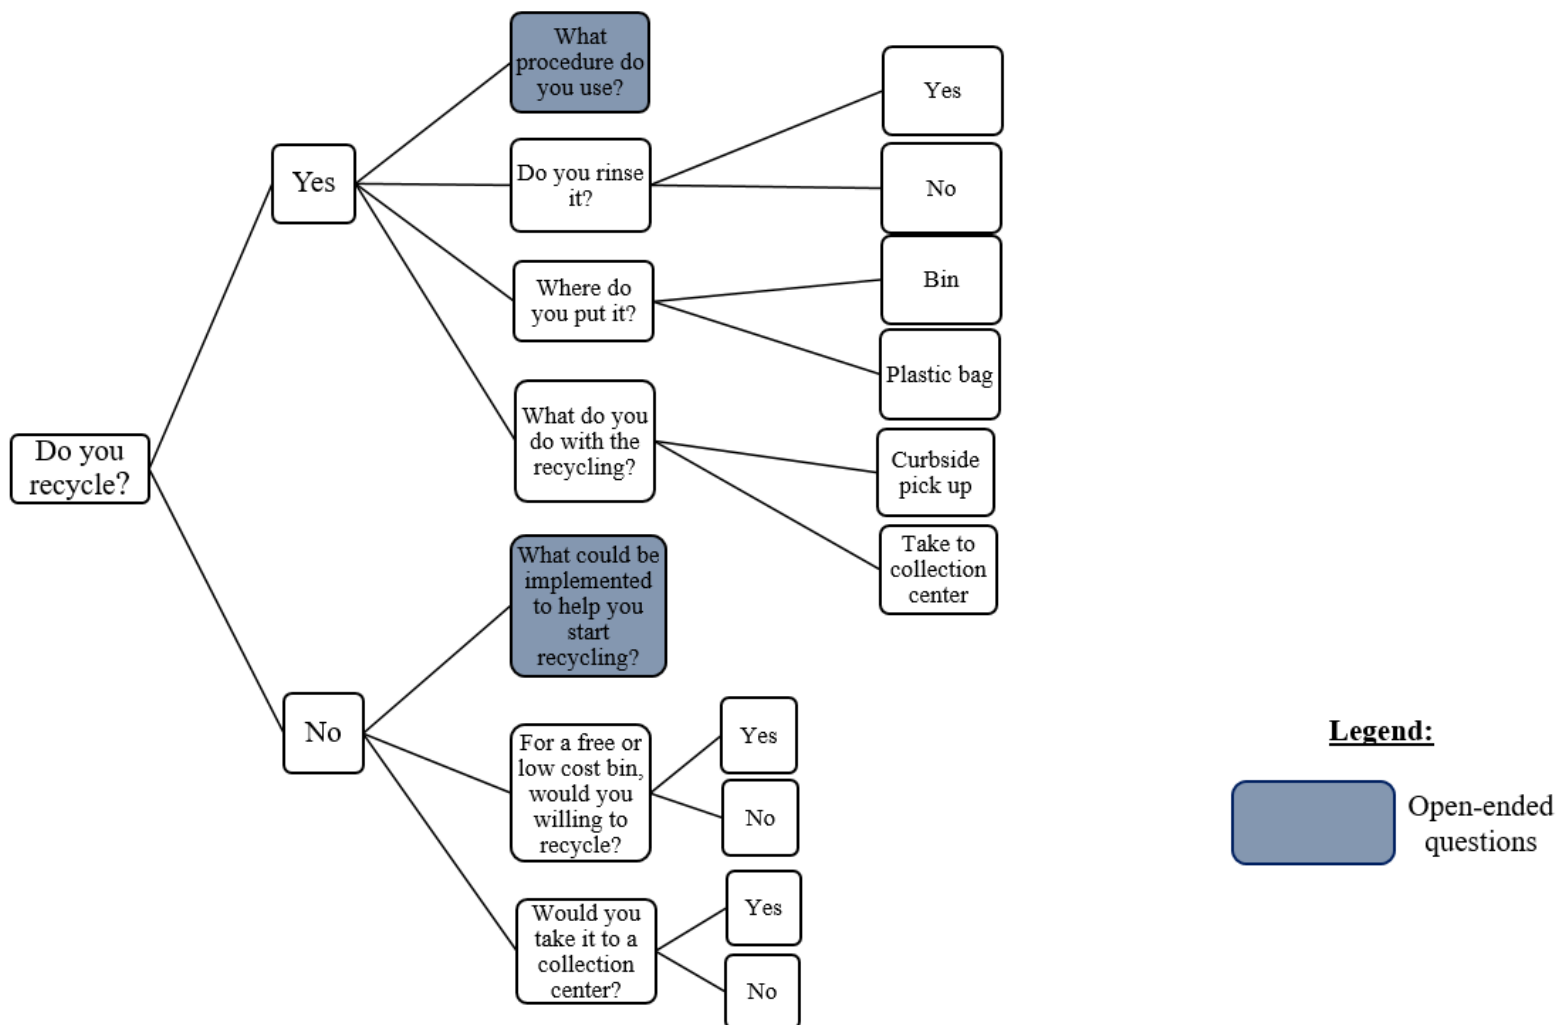 What
procedure do
you use?
Yes
Do you rinse
it?
Yes
No
Where do
you put it?
Bin
Plastic bag
What do you
do with the
recycling?
Curbside
pick up
Take to
collection
center
Do you
recycle?
What could be
implemented
to help you
start
recycling?
No
For a free or
low cost bin,
would you
willing to
recycle?
Yes
No
Would you
take it to a
collection
center?
Yes
No
Legend:
Open-ended
questions